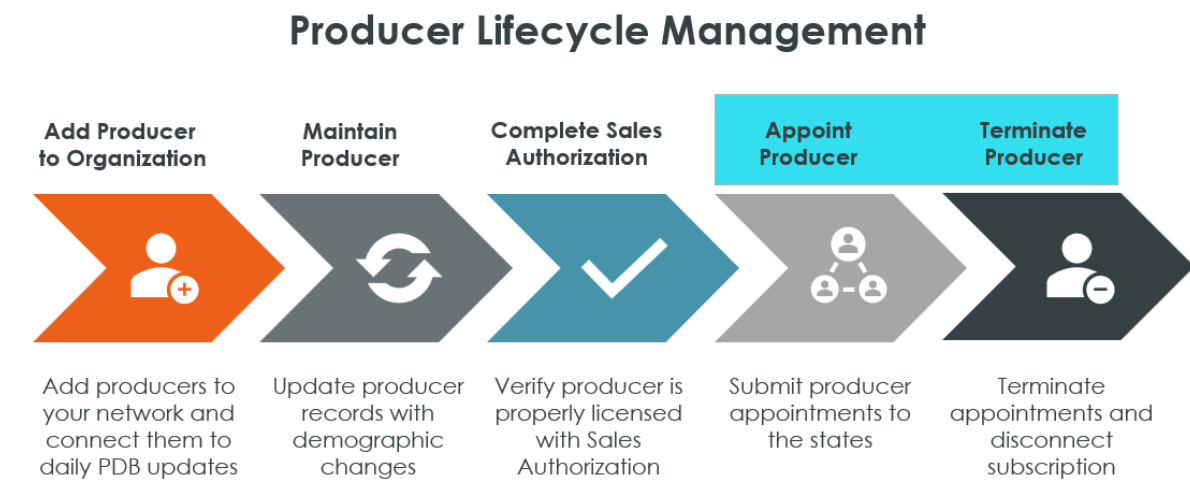 Producer Lifecycle Management
Add Producer
to Organization
Maintain
Producer
Complete Sales
Authorization
Appoint
Producer
Terminate
Producer
Add producers to
your network and
connect them to
daily PDB updates
Update producer
records with
demographic
changes
Verify producer is
properly licensed
with Sales
Authorization
Submit producer
appointments to
the states
Terminate
appointments and
disconnect
subscription